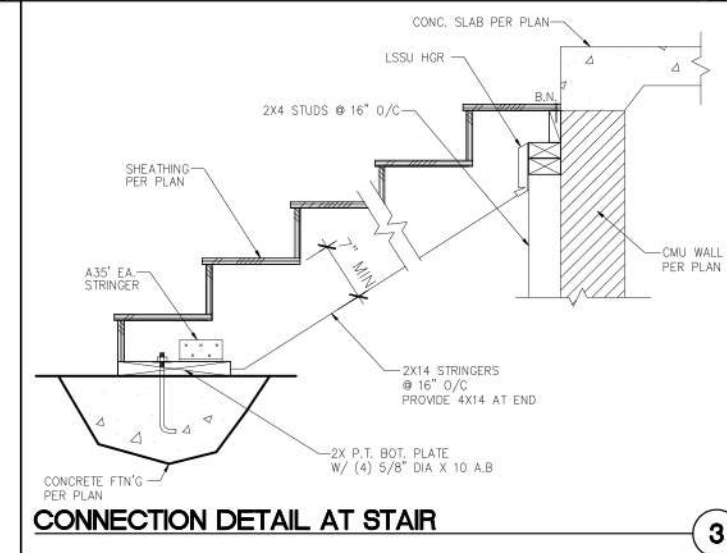 CONC. SLAB PER PLAN
LSSU HGR
B.N.
2X4 STUDS @ 16" O/C
SHEATHING
PER PLAN
7" MIN
CMU WALL
PER PLAN
A35' EA.
STRINGER
2X14 STRINGERS
@ 16" O/C
PROVIDE 4X14 AT END
2X P.T. BOT. PLATE
W/ (4) 5/8" DIA X 10 A.B
CONCRETE FTN'G
PER PLAN
CONNECTION DETAIL AT STAIR
3